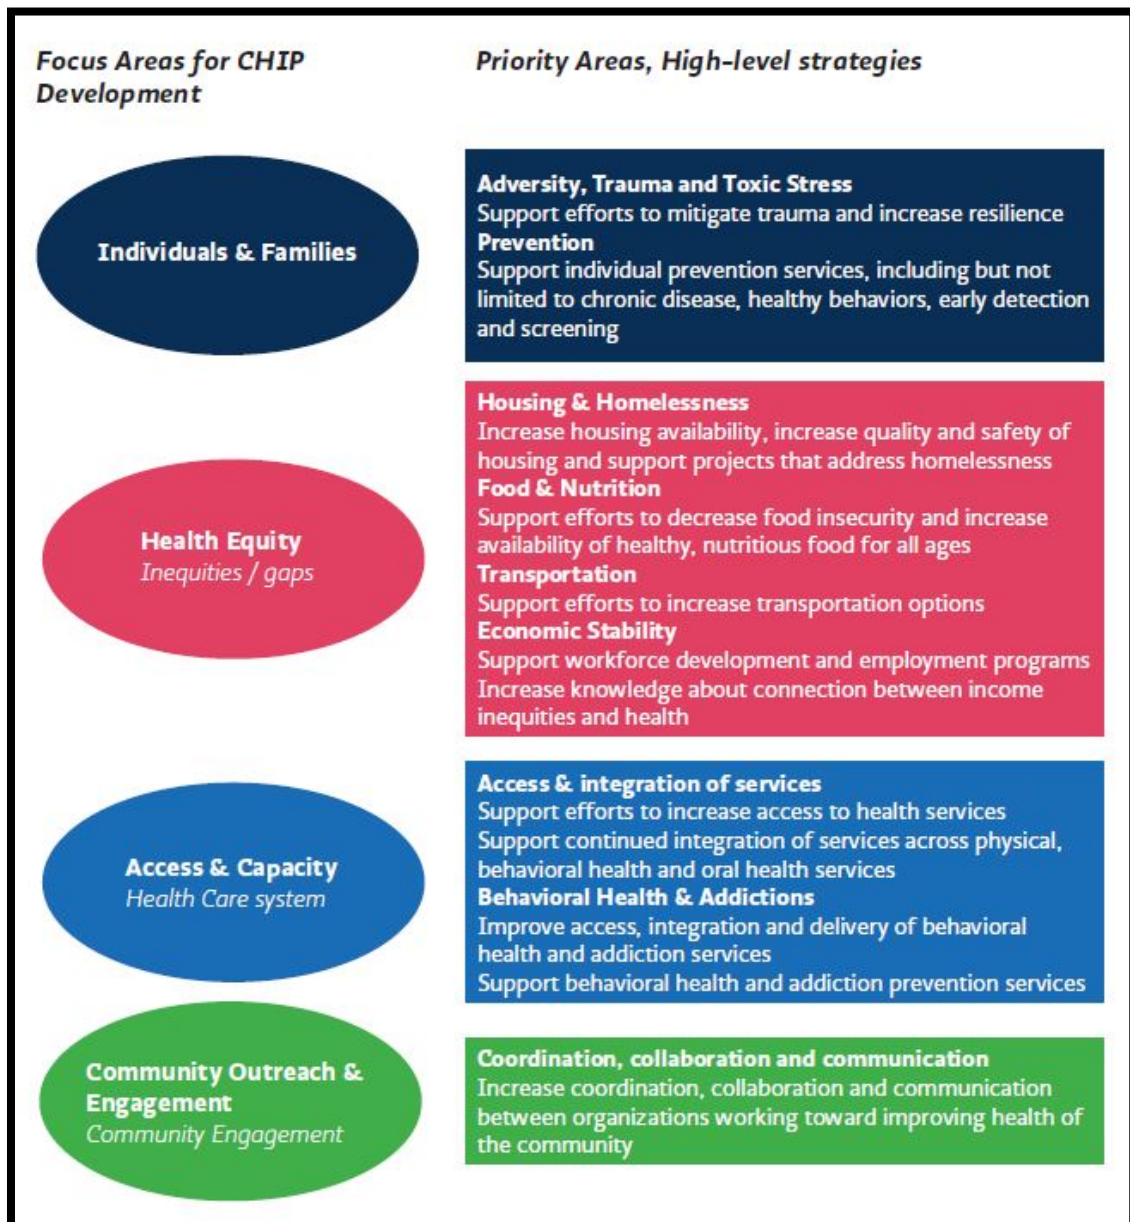 Focus Areas for CHIP
Development
Priority Areas, High-level strategies
Individuals & Families
Adversity, Trauma and Toxic Stress
Support efforts to mitigate trauma and increase resilience
Prevention
Support individual prevention services, including but not
limited to chronic disease, healthy behaviors, early detection
and screening
Health Equity
Inequities / gaps
Housing & Homelessness
Increase housing availability, increase quality and safety of
housing and support projects that address homelessness
Food & Nutrition
Support efforts to decrease food insecurity and increase
availability of healthy, nutritious food for all ages
Transportation
Support efforts to increase transportation options
Economic Stability
Support workforce development and employment programs
Increase knowledge about connection between income
inequities and health
Access & Capacity
Health Care system
Access & integration of services
Support efforts to increase access to health services
Support continued integration of services across physical,
behavioral health and oral health services
Behavioral Health & Addictions
Improve access, integration and delivery of behavioral
health and addiction services
Support behavioral health and addiction prevention services
Community Outreach &
Engagement
Community Engagement
Coordination, collaboration and communication
Increase coordination, collaboration and communication
between organizations working toward improving health of
the community